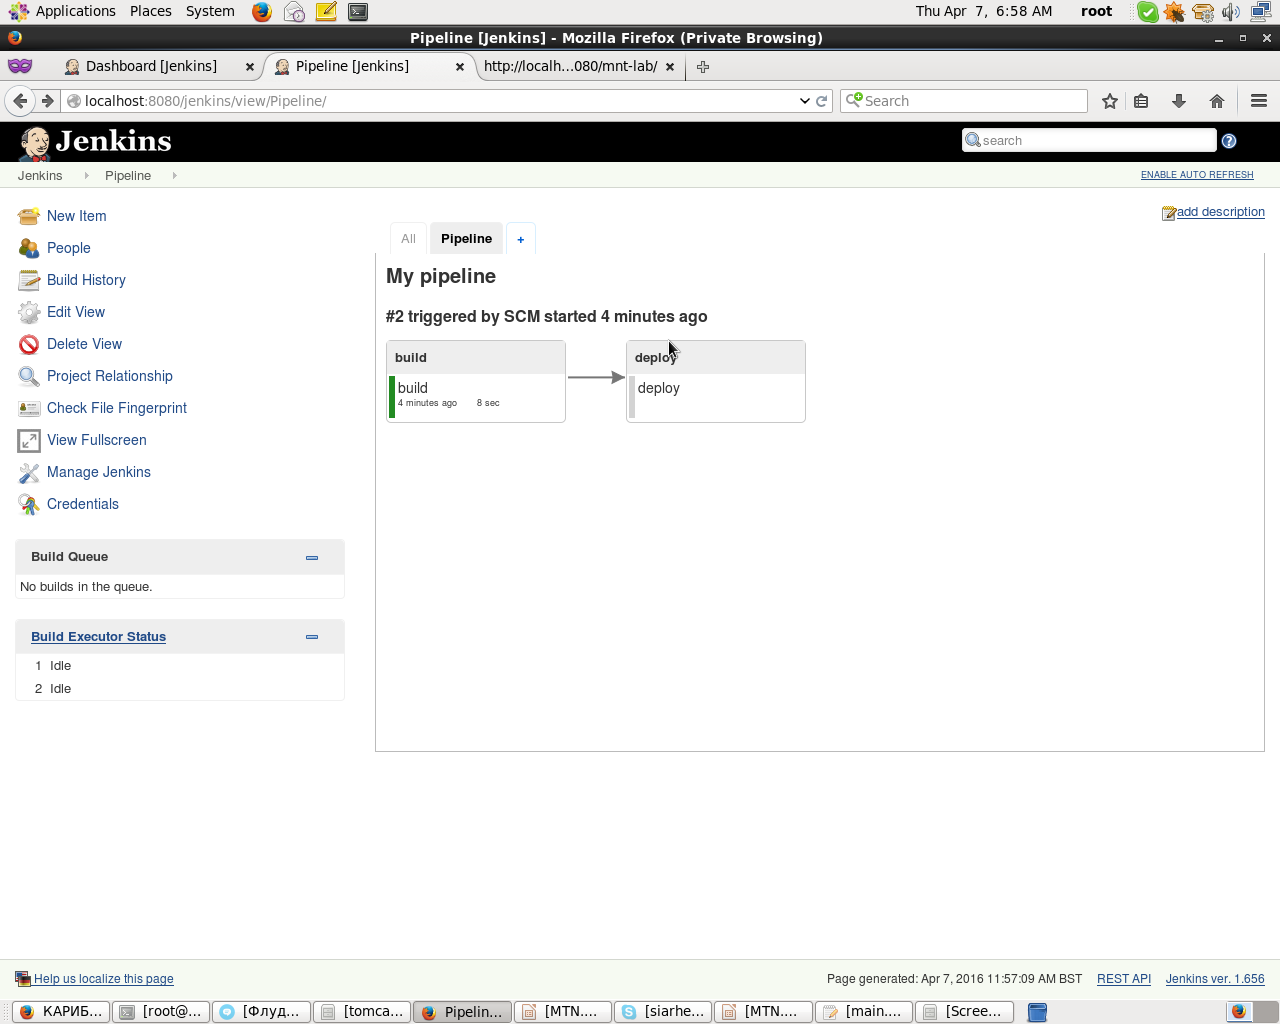 Applications Places System Thu Apr 7, 6:58 AM root
Pipeline [Jenkins] - Mozilla Firefox (Private Browsing)
Dashboard [Jenkins] Pipeline [Jenkins] http://localh...080/mnt-lab/
localhost:8080/jenkins/view/Pipeline/ Search
Jenkins search
Jenkins Pipeline ENABLE AUTO REFRESH
add description
New Item
People
Build History
Edit View
Delete View
Project Relationship
Check File Fingerprint
View Fullscreen
Manage Jenkins
Credentials
Build Queue
No builds in the queue.
Build Executor Status
1 Idle
2 Idle
All Pipeline +
My pipeline
#2 triggered by SCM started 4 minutes ago
build
build
4 minutes ago 8 sec
deploy
deploy
Help us localize this page Page generated: Apr 7, 2016 11:57:09 AM BST REST API Jenkins ver. 1.656
КАРИБ... [root@... [Флуд... [tomca... Pipelin... [MTN.... [siarhe... [MTN.... [main.... [Scree...